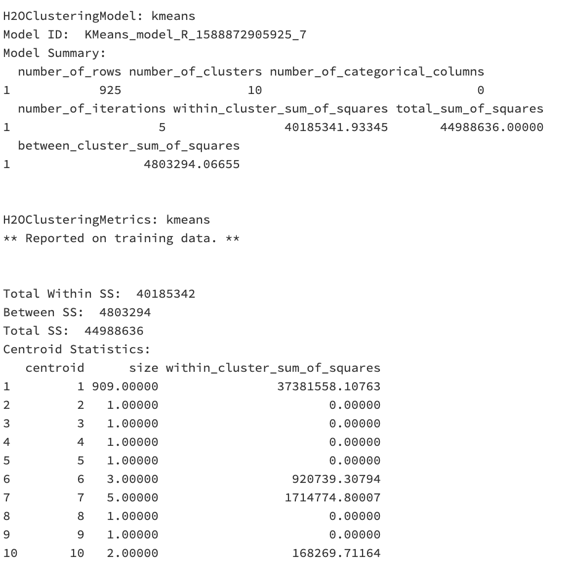 H2OClusteringModel: kmeans
Model ID:  KMeans_model_R_1588872905925_7
Model Summary:
  number_of_rows number_of_clusters number_of_categorical_columns
1            925                 10                             0
  number_of_iterations within_cluster_sum_of_squares total_sum_of_squares
1                    5                40185341.93345       44988636.00000
  between_cluster_sum_of_squares
1                  4803294.06655
H2OClusteringMetrics: kmeans
** Reported on training data. **
Total Within SS:  40185342
Between SS:  4803294
Total SS:  44988636
Centroid Statistics:
   centroid      size within_cluster_sum_of_squares
1         1 909.00000                37381558.10763
2         2   1.00000                       0.00000
3         3   1.00000                       0.00000
4         4   1.00000                       0.00000
5         5   1.00000                       0.00000
6         6   3.00000                  920739.30794
7         7   5.00000                 1714774.80007
8         8   1.00000                       0.00000
9         9   1.00000                       0.00000
10       10   2.00000                  168269.71164